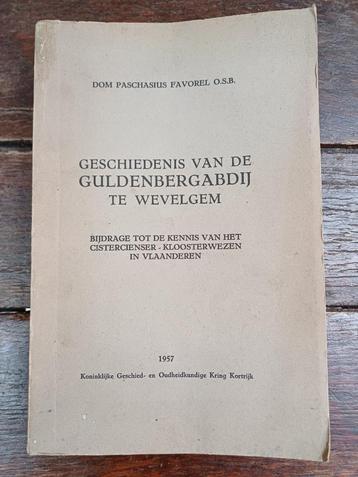 DOM PASCHASIUS FAVOREL O.S.B.
GESCHIEDENIS VAN DE
GULDENBERGABDIJ
TE WEVELGEM
BIJDRAGE TOT DE KENNIS VAN HET
CISTERCIENSER - KLOOSTERWEZEN
IN VLAANDEREN
1957
Koninklijke Geschied- en Oudheidkundige Kring Kortrijk